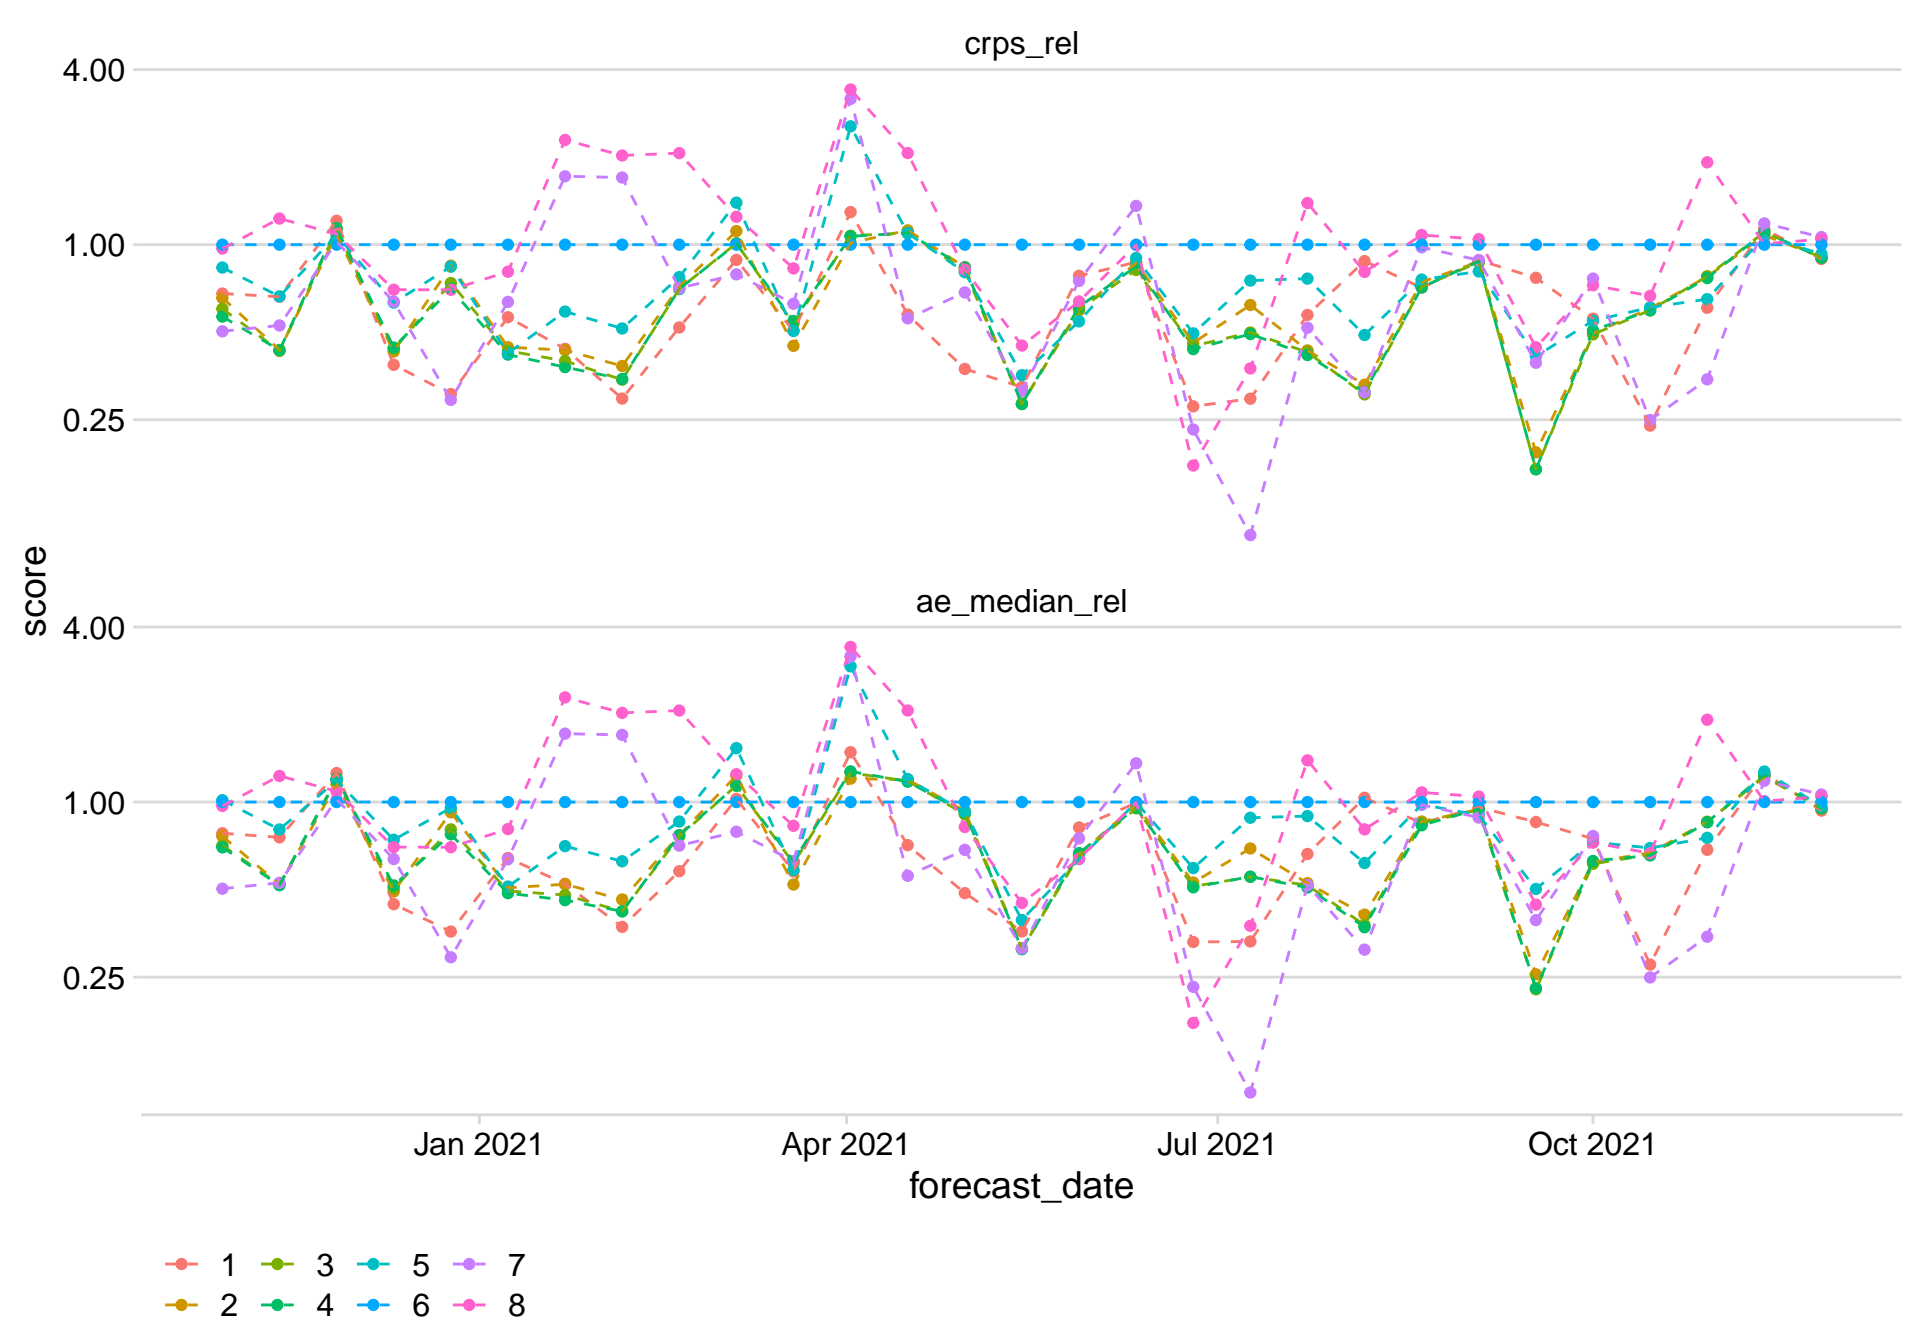 crps_rel
4.00
1.00
0.25
score
ae_median_rel
4.00
1.00
0.25
Jan 2021 Apr 2021 Jul 2021 Oct 2021
forecast_date
1 3 5 7
2 4 6 8